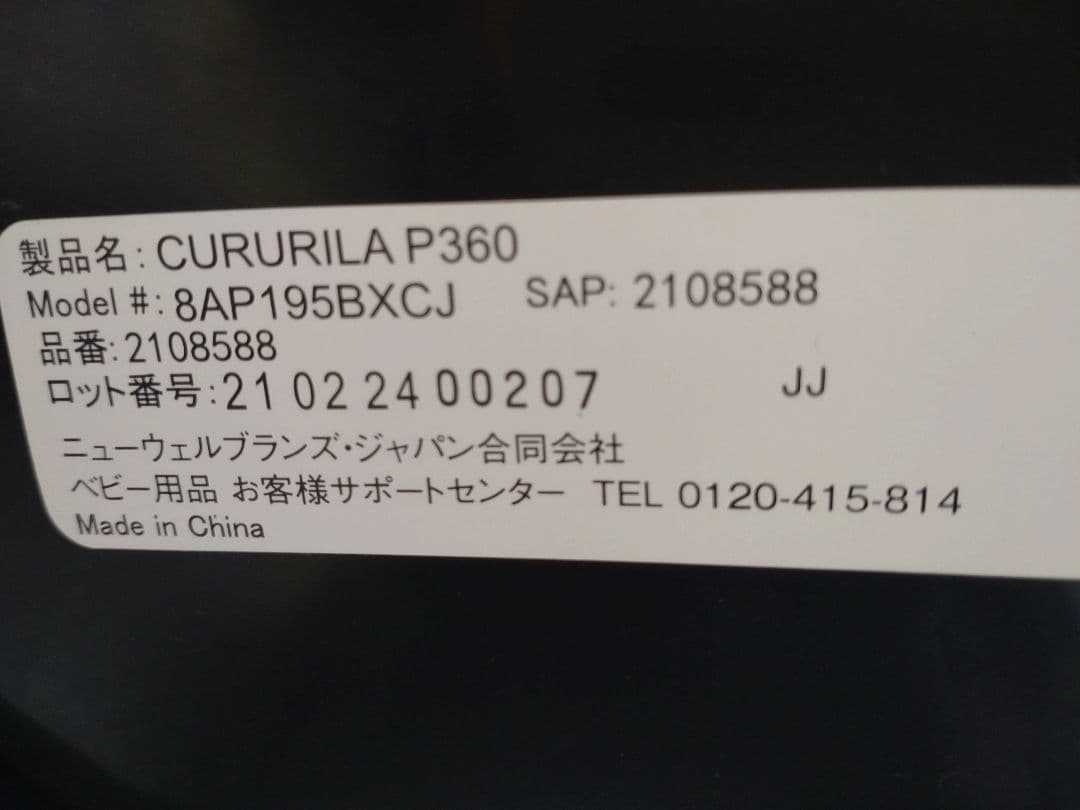 製品名: CURURILA P360
Model #: 8AP195BXCJ SAP: 2108588
品番: 2108588
ロット番号: 21 02 24 00207 JJ
ニューウェルブランズ・ジャパン合同会社
ベビー用品 お客様サポートセンター TEL 0120-415-814
Made in China